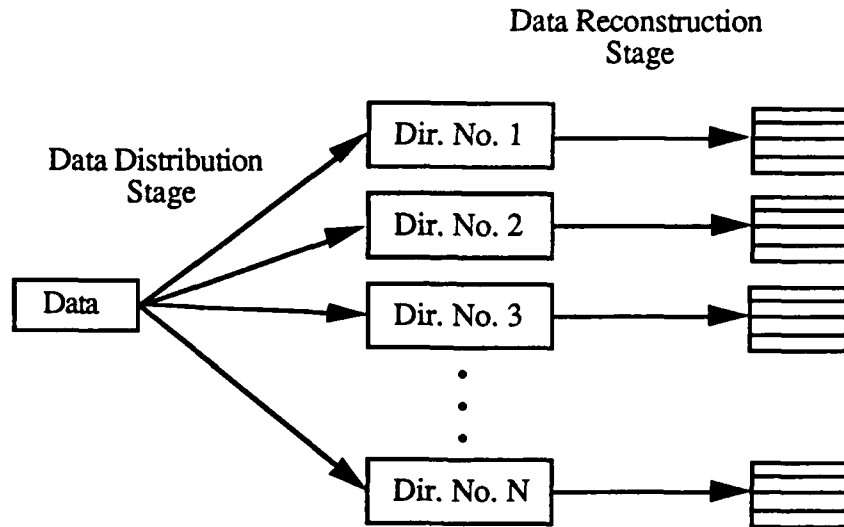 Data Reconstruction
Stage
Data Distribution
Stage
Dir. No. 1
Dir. No. 2
Data
Dir. No. 3
Dir. No. N